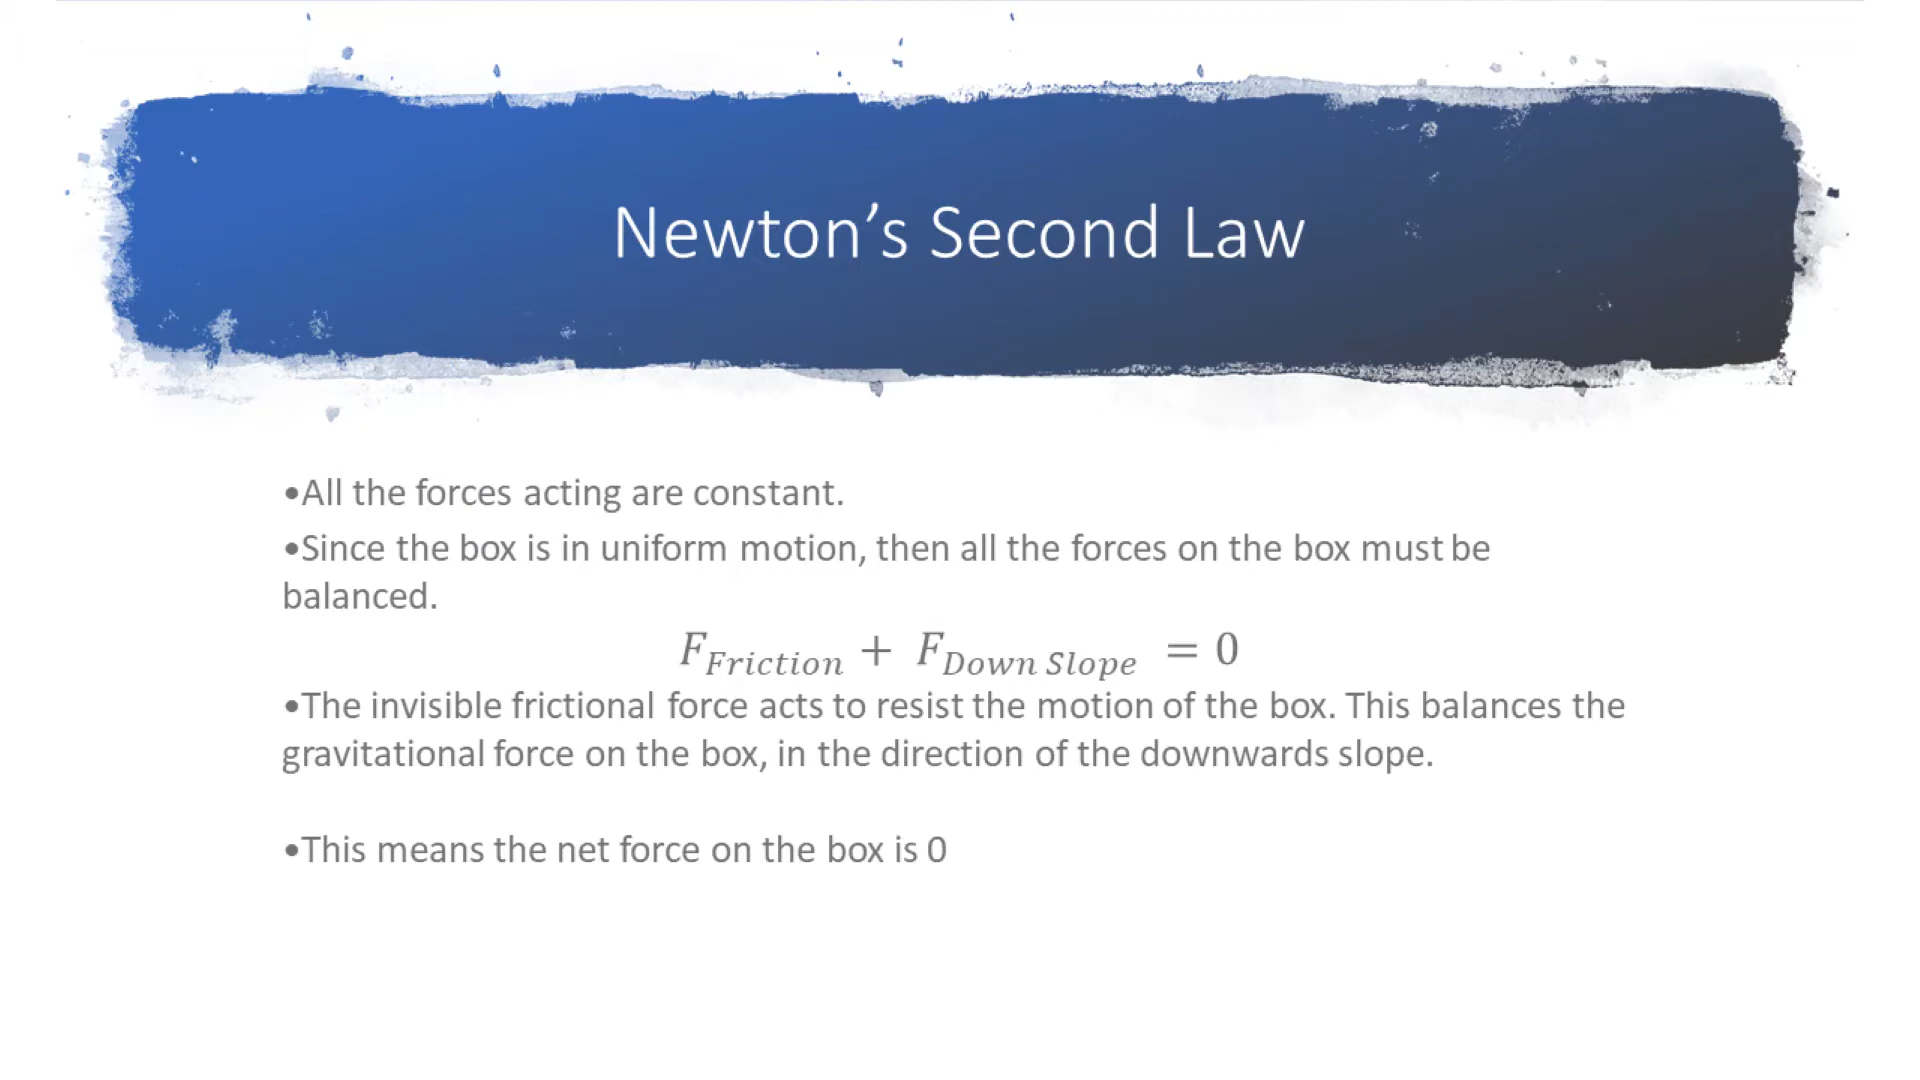 Newton’s Second Law
•All the forces acting are constant.
•Since the box is in uniform motion, then all the forces on the box must be
balanced.
F_Friction + F_Down Slope = 0
•The invisible frictional force acts to resist the motion of the box. This balances the
gravitational force on the box, in the direction of the downwards slope.
•This means the net force on the box is 0